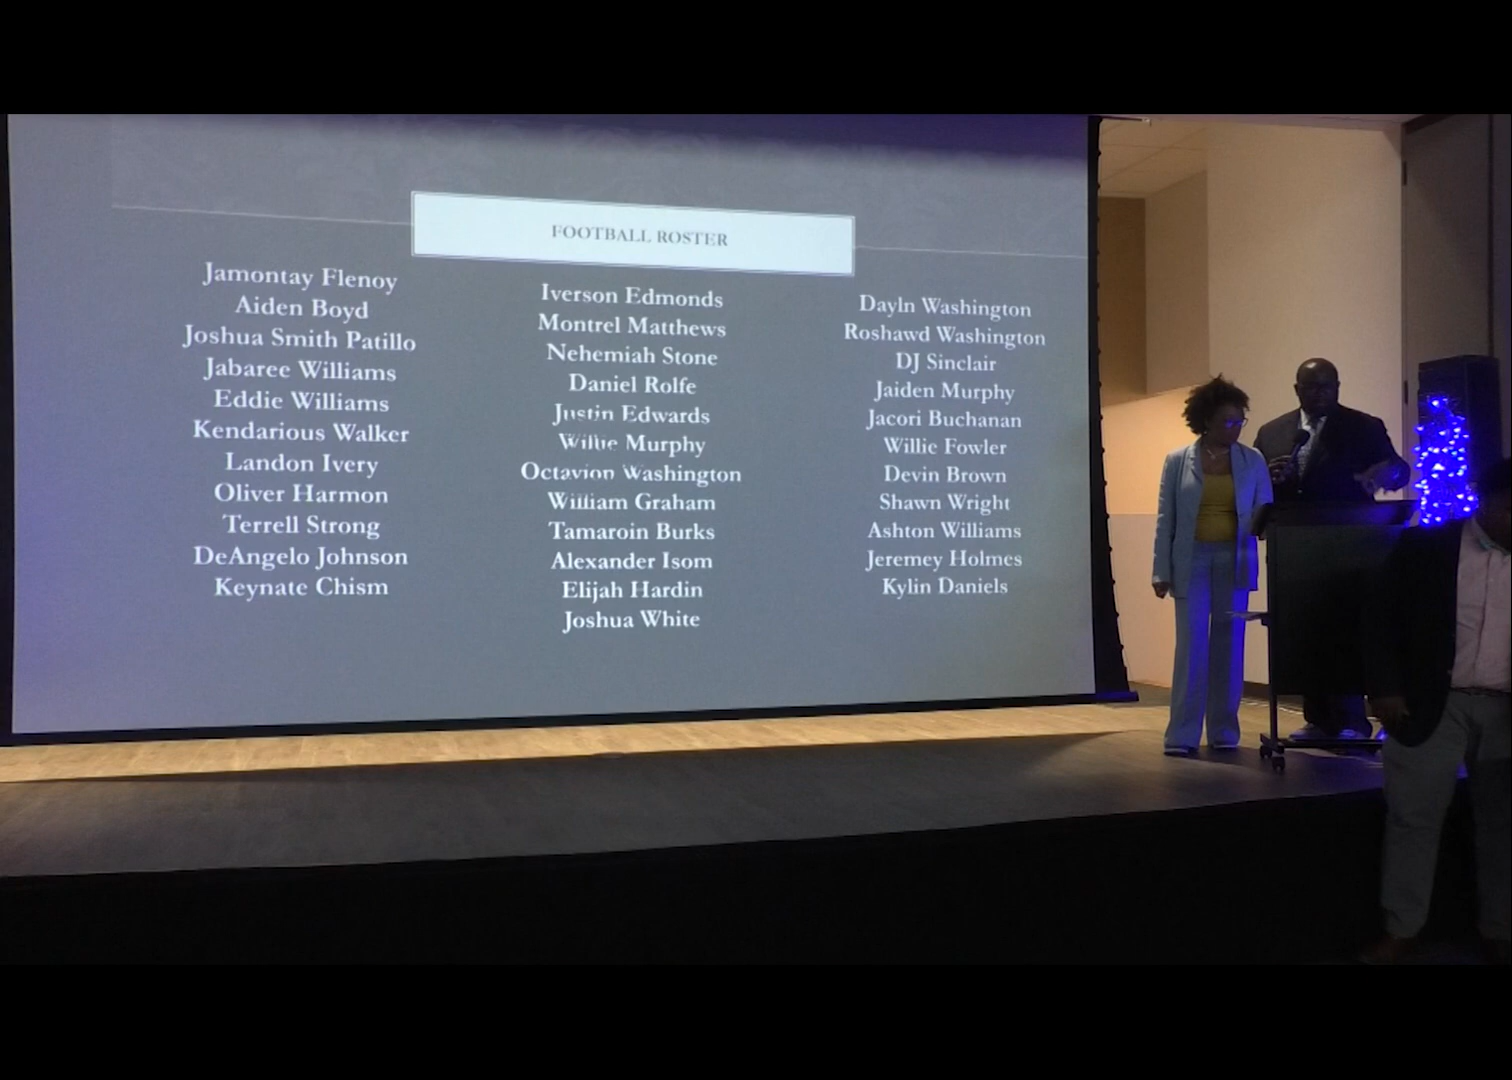 FOOTBALL ROSTER
Jamontay Flenoy
Aiden Boyd
Joshua Smith Patillo
Jabaree Williams
Eddie Williams
Kendarious Walker
Landon Ivery
Oliver Harmon
Terrell Strong
DeAngelo Johnson
Keynate Chism
Iverson Edmonds
Montrel Matthews
Nehemiah Stone
Daniel Rolfe
Justin Edwards
Willie Murphy
Octavion Washington
William Graham
Tamaroin Burks
Alexander Isom
Elijah Hardin
Joshua White
Dayln Washington
Roshawd Washington
DJ Sinclair
Jaiden Murphy
Jacori Buchanan
Willie Fowler
Devin Brown
Shawn Wright
Ashton Williams
Jeremey Holmes
Kylin Daniels